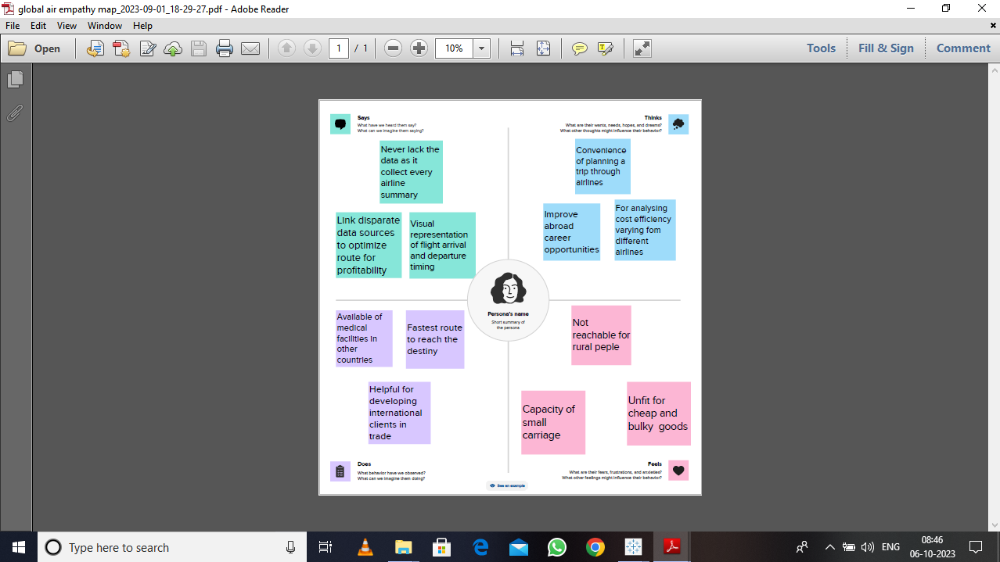 global air empathy map_2023-09-01_18-29-27.pdf - Adobe Reader
File Edit View Window Help
Open
1 / 1
10%
Tools
Fill & Sign
Comment
Says
What have we heard them say?
What can we imagine them saying?
Thinks
What are their wants, needs, hopes, and dreams?
What other thoughts might influence their behavior?
Never lack the
data as it
collect every
airline
summary
Link disparate
data sources
to optimize
route for
profitability
Visual
representation
of flight arrival
and departure
timing
Convenience
of planning a
trip through
airlines
Improve
abroad
career
opportunities
For analysing
cost efficiency
varying fom
different
airlines
Persona's name
Short summary of
the persona
Available of
medical
facilities in
other
countries
Fastest route
to reach the
destiny
Helpful for
developing
international
clients in
trade
Not
reachable for
rural peple
Capacity of
small
carriage
Unfit for
cheap and
bulky goods
Does
What behavior have we observed?
What can we imagine them doing?
Feels
What are their fears, frustrations, and anxieties?
What other feelings might influence their behavior?
See an example
Type here to search
ENG
08:46
06-10-2023